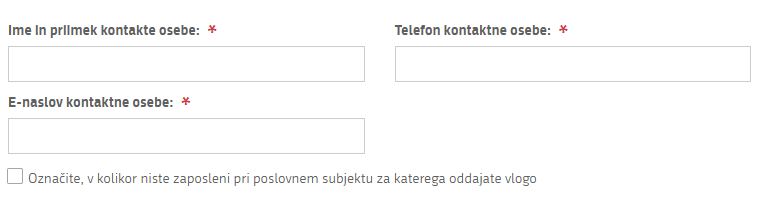 Ime in priimek kontakte osebe: *
Telefon kontaktne osebe: *
E-naslov kontaktne osebe: *
Označite, v kolikor niste zaposleni pri poslovnem subjektu za katerega oddajate vlogo